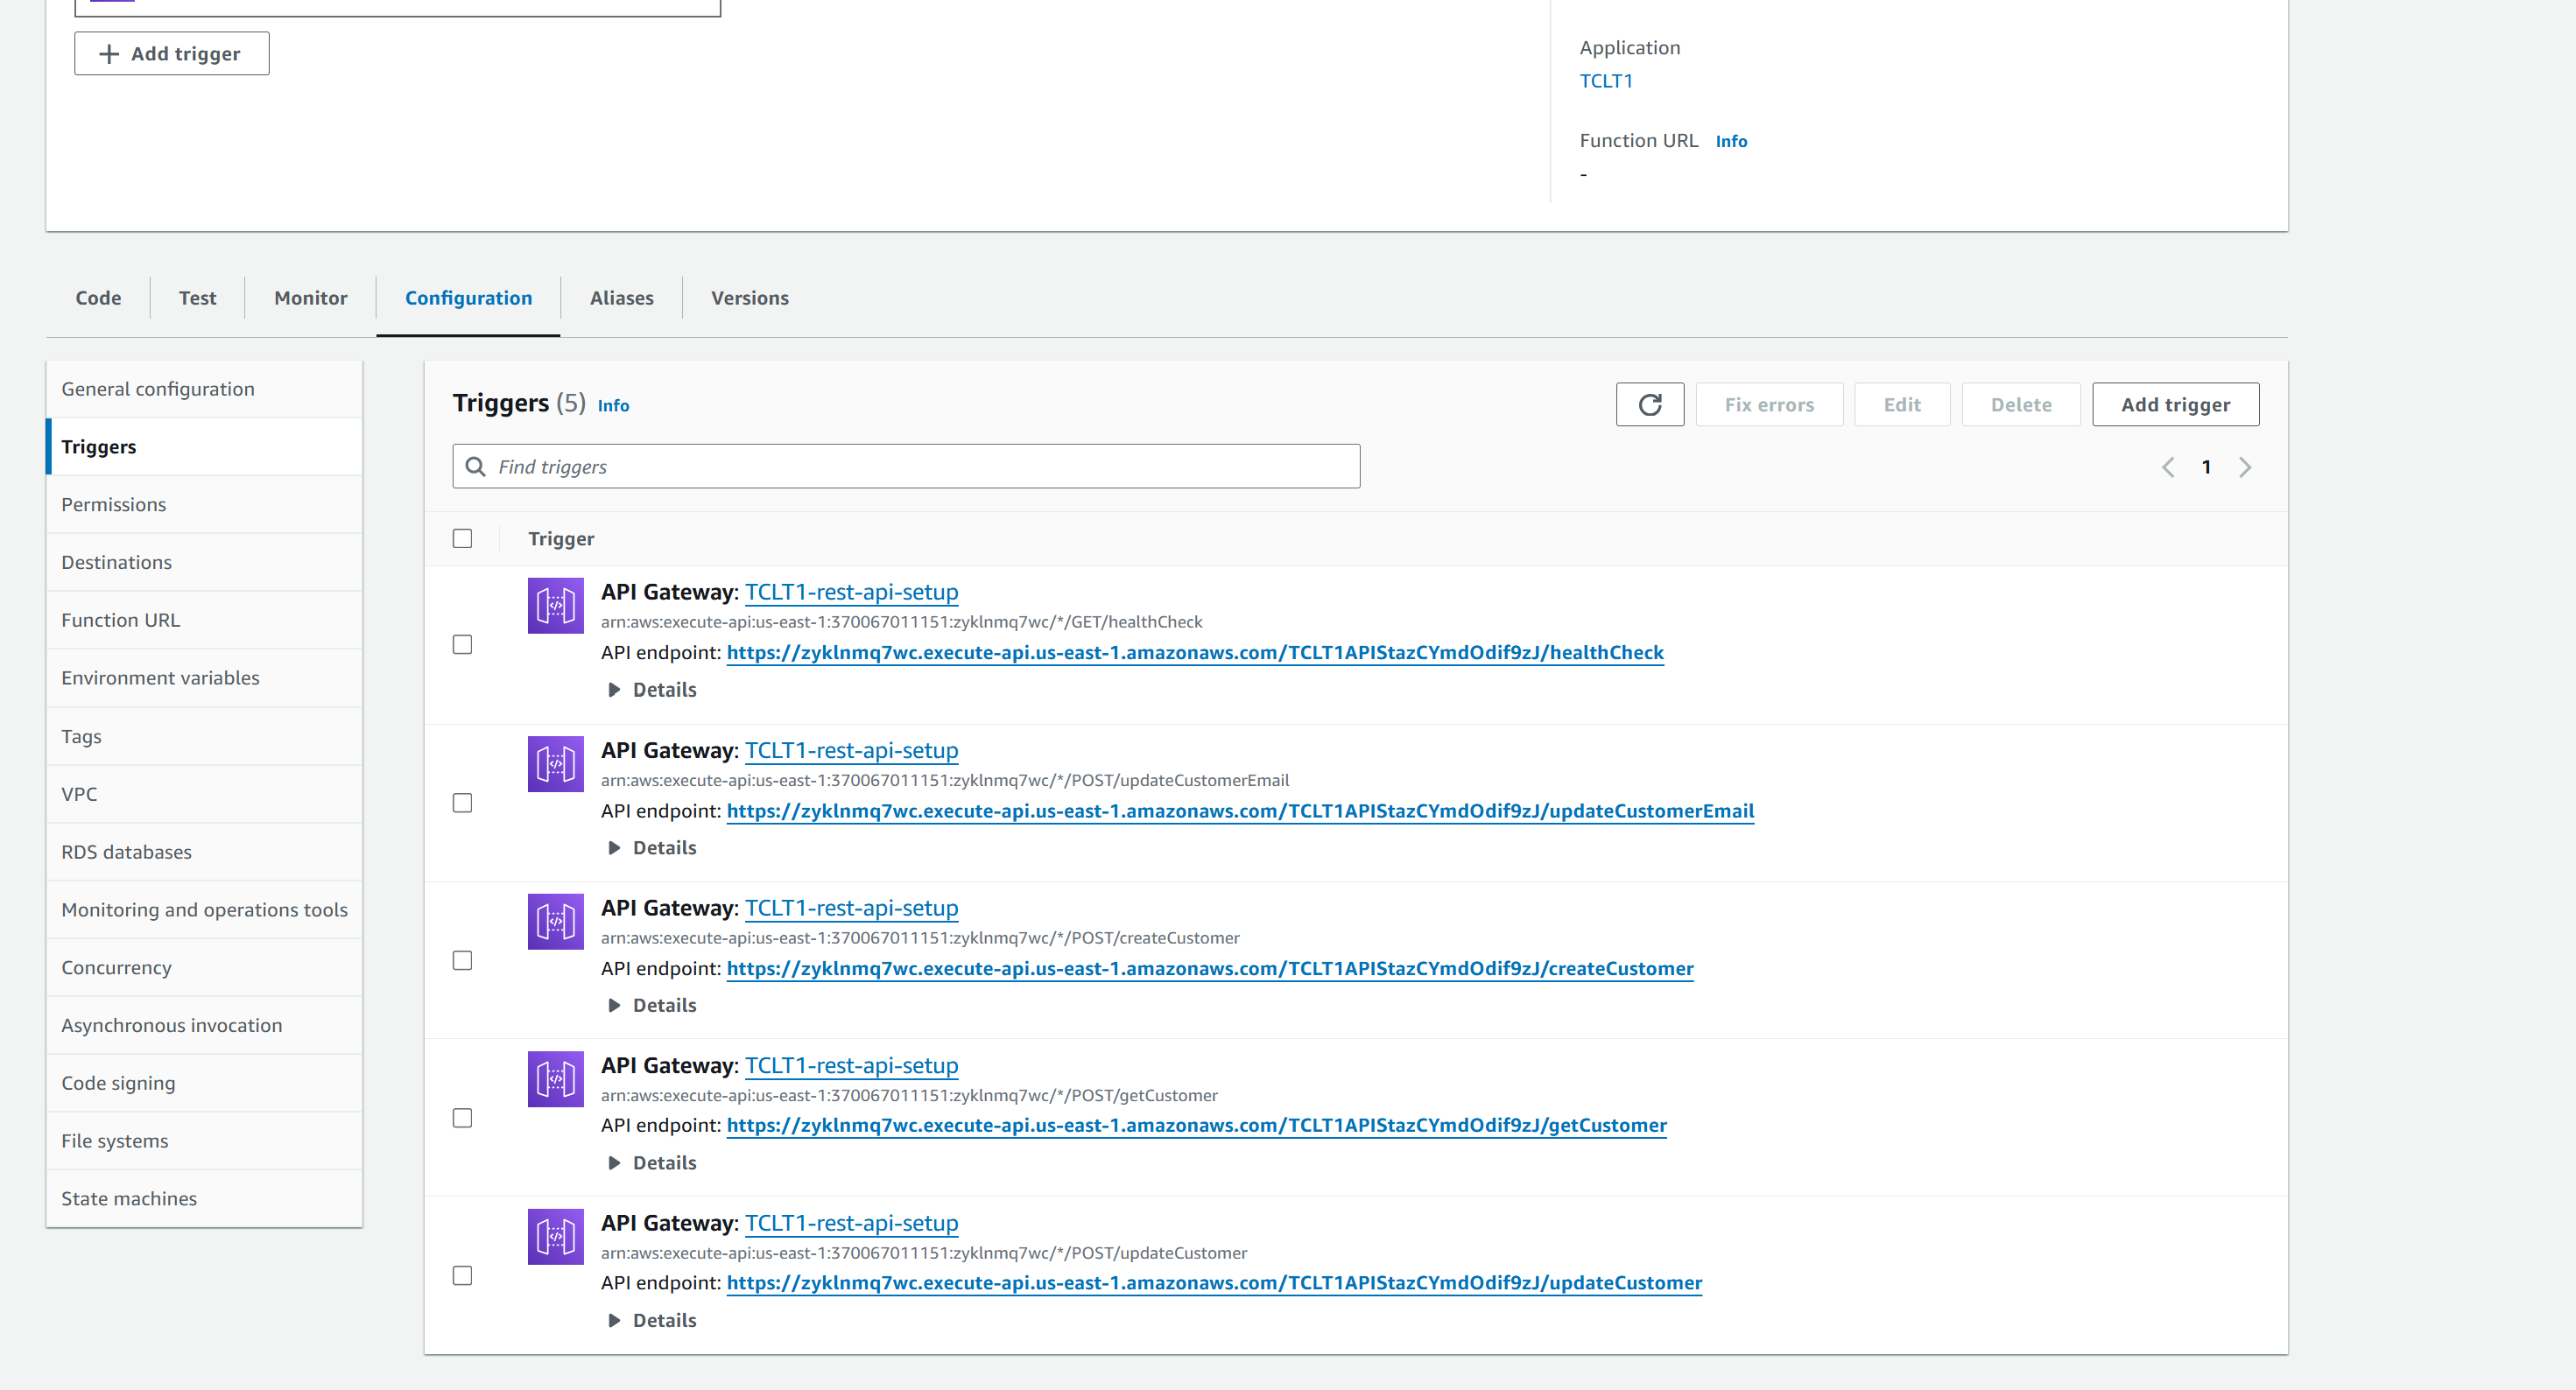 Add trigger
Application
TCLT1
Function URL Info
-
Code Test Monitor Configuration Aliases Versions
General configuration
Triggers
Permissions
Destinations
Function URL
Environment variables
Tags
VPC
RDS databases
Monitoring and operations tools
Concurrency
Asynchronous invocation
Code signing
File systems
State machines
Triggers (5) Info
Fix errors Edit Delete Add trigger
Find triggers
1
Trigger
API Gateway: TCLT1-rest-api-setup
arn:aws:execute-api:us-east-1:370067011151:zyklnmq7wc/*/GET/healthCheck
API endpoint: https://zyklnmq7wc.execute-api.us-east-1.amazonaws.com/TCLT1APIStazCYmdOdif9zJ/healthCheck
Details
API Gateway: TCLT1-rest-api-setup
arn:aws:execute-api:us-east-1:370067011151:zyklnmq7wc/*/POST/updateCustomerEmail
API endpoint: https://zyklnmq7wc.execute-api.us-east-1.amazonaws.com/TCLT1APIStazCYmdOdif9zJ/updateCustomerEmail
Details
API Gateway: TCLT1-rest-api-setup
arn:aws:execute-api:us-east-1:370067011151:zyklnmq7wc/*/POST/createCustomer
API endpoint: https://zyklnmq7wc.execute-api.us-east-1.amazonaws.com/TCLT1APIStazCYmdOdif9zJ/createCustomer
Details
API Gateway: TCLT1-rest-api-setup
arn:aws:execute-api:us-east-1:370067011151:zyklnmq7wc/*/POST/getCustomer
API endpoint: https://zyklnmq7wc.execute-api.us-east-1.amazonaws.com/TCLT1APIStazCYmdOdif9zJ/getCustomer
Details
API Gateway: TCLT1-rest-api-setup
arn:aws:execute-api:us-east-1:370067011151:zyklnmq7wc/*/POST/updateCustomer
API endpoint: https://zyklnmq7wc.execute-api.us-east-1.amazonaws.com/TCLT1APIStazCYmdOdif9zJ/updateCustomer
Details